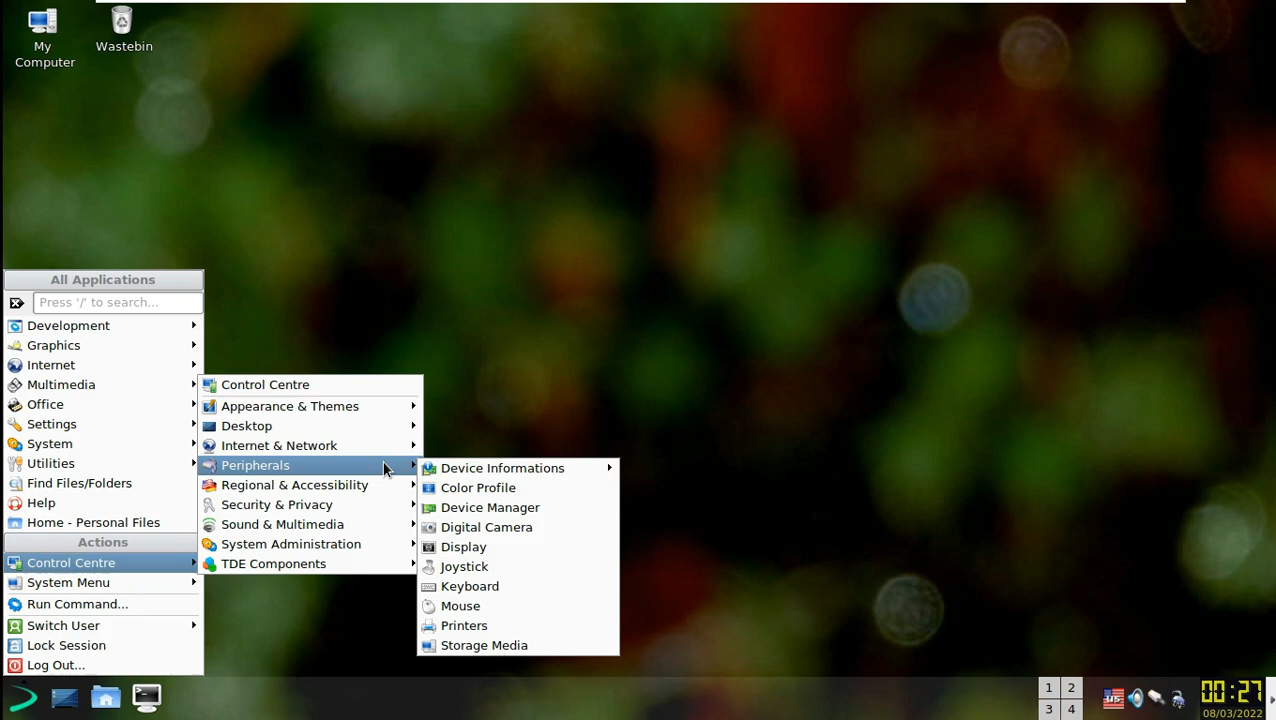 My Computer
Wastebin
All Applications
Press '/' to search...
Development
Graphics
Internet
Multimedia
Office
Settings
System
Utilities
Find Files/Folders
Help
Home - Personal Files
Actions
Control Centre
System Menu
Run Command...
Switch User
Lock Session
Log Out...
Control Centre
Appearance & Themes
Desktop
Internet & Network
Peripherals
Regional & Accessibility
Security & Privacy
Sound & Multimedia
System Administration
TDE Components
Device Informations
Color Profile
Device Manager
Digital Camera
Display
Joystick
Keyboard
Mouse
Printers
Storage Media
1 2
3 4
00:27
08/03/2022